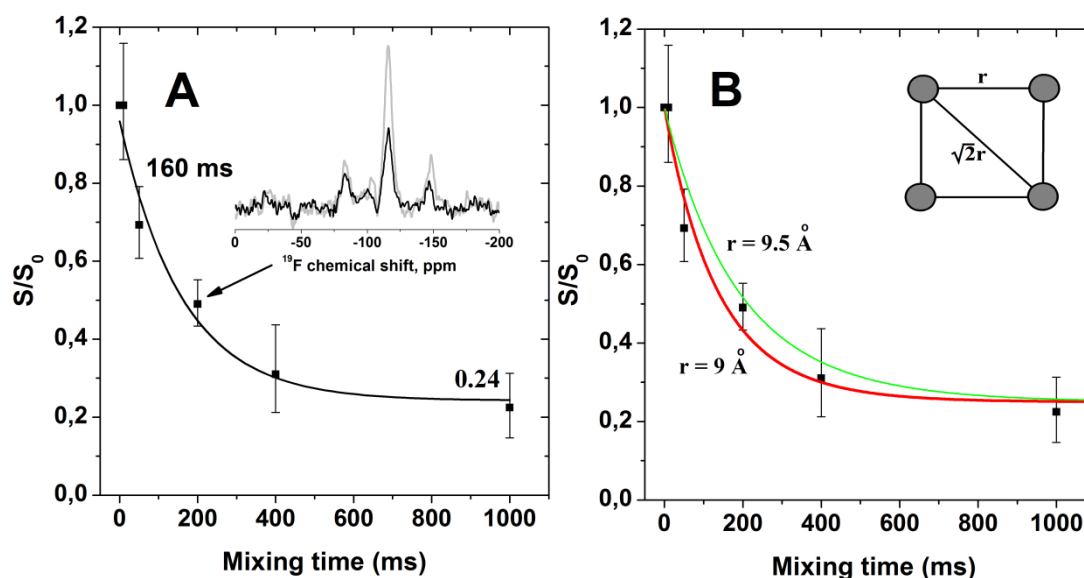 A
1,2
1,0
0,8
0,6
0,4
0,2
0,0
S/S0
160 ms
0 -50 -100 -150 -200
19F chemical shift, ppm
0.24
0 200 400 600 800 1000
Mixing time (ms)
B
1,2
1,0
0,8
0,6
0,4
0,2
0,0
S/S0
r
√2r
r = 9.5 Å
r = 9 Å
0 200 400 600 800 1000
Mixing time (ms)